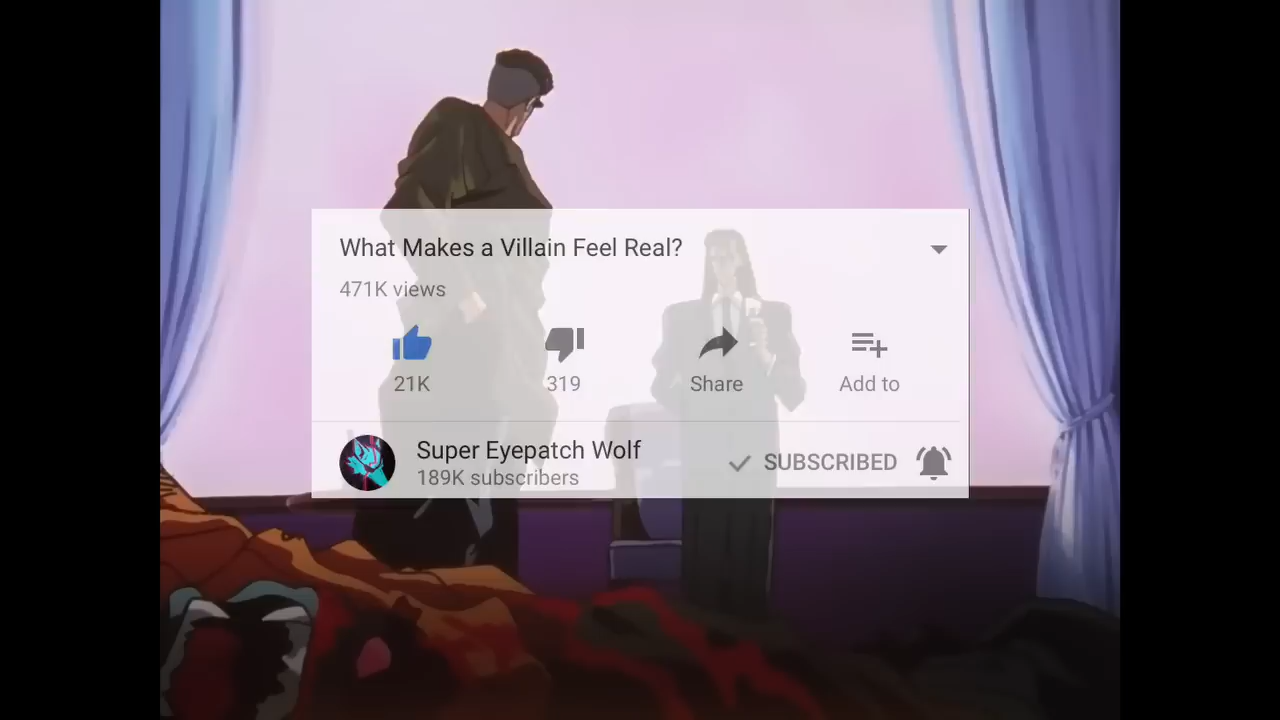 What Makes a Villain Feel Real?
471K views
21K
319
Share
Add to
Super Eyepatch Wolf
189K subscribers
SUBSCRIBED